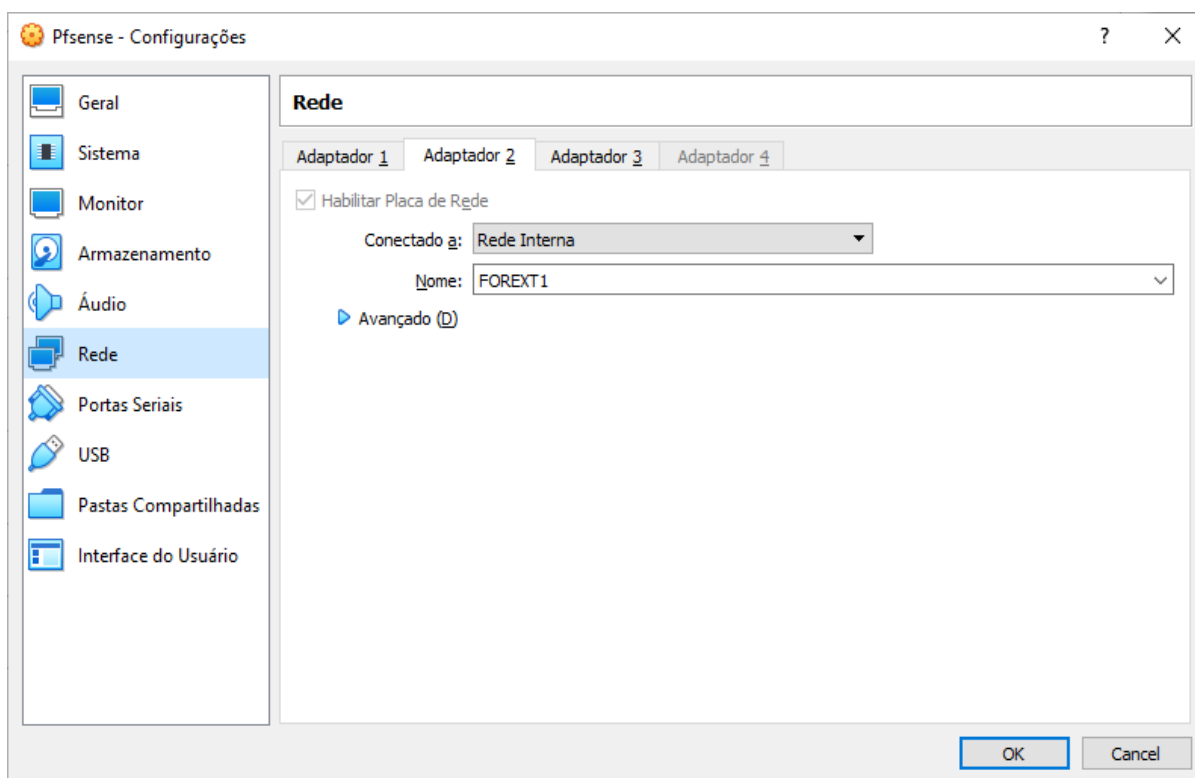 Pfsense - Configurações
?
Geral
Sistema
Monitor
Armazenamento
Áudio
Rede
Portas Seriais
USB
Pastas Compartilhadas
Interface do Usuário
Rede
Adaptador 1 Adaptador 2 Adaptador 3 Adaptador 4
Habilitar Placa de Rede
Conectado a: Rede Interna
Nome: FOREXT1
Avançado (D)
OK Cancel